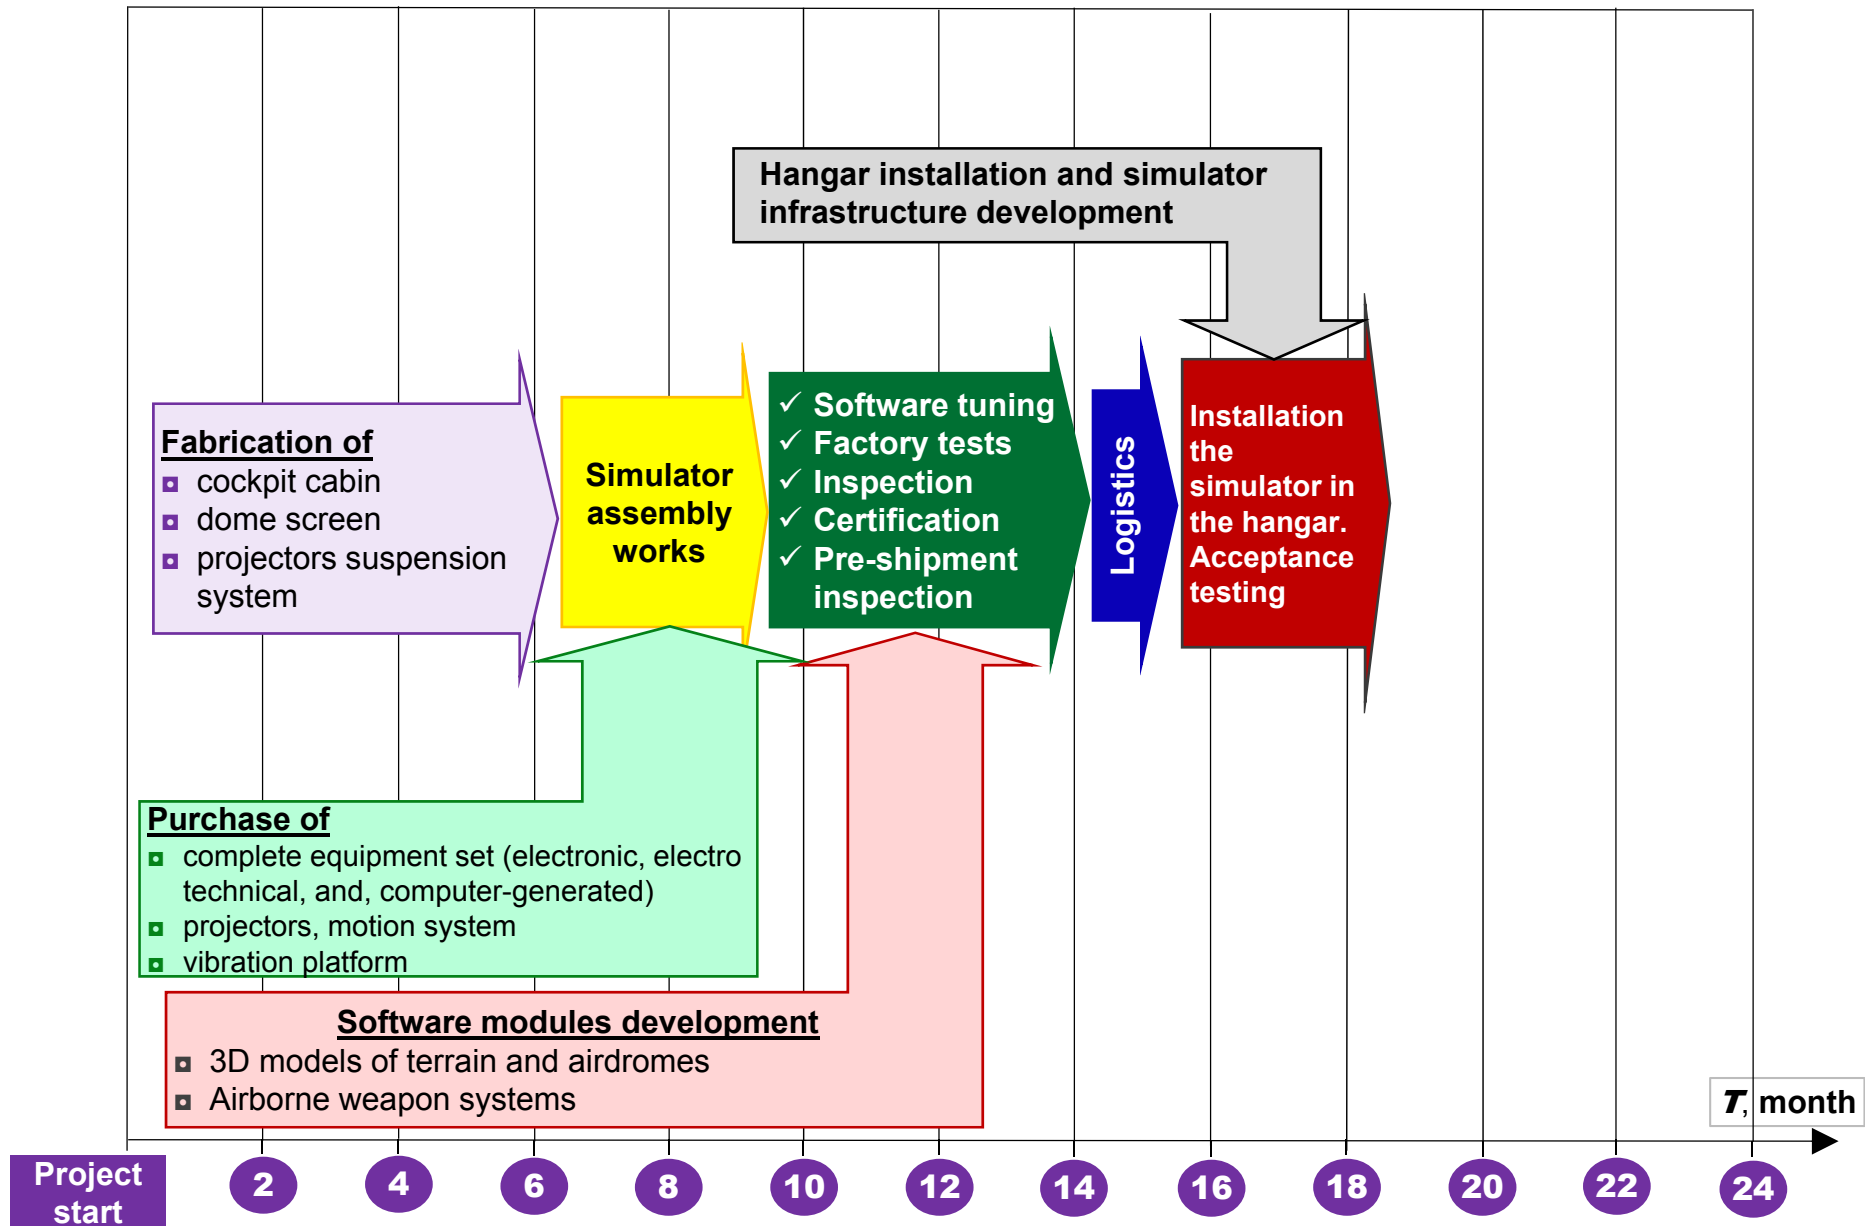 Hangar installation and simulator
infrastructure development
Fabrication of
cockpit cabin
dome screen
projectors suspension
system
Simulator
assembly
works
✓ Software tuning
✓ Factory tests
✓ Inspection
✓ Certification
✓ Pre-shipment
inspection
Logistics
Installation
the
simulator in
the hangar.
Acceptance
testing
Purchase of
complete equipment set (electronic, electro
technical, and, computer-generated)
projectors, motion system
vibration platform
Software modules development
3D models of terrain and airdromes
Airborne weapon systems
T, month
Project
start
2
4
6
8
10
12
14
16
18
20
22
24